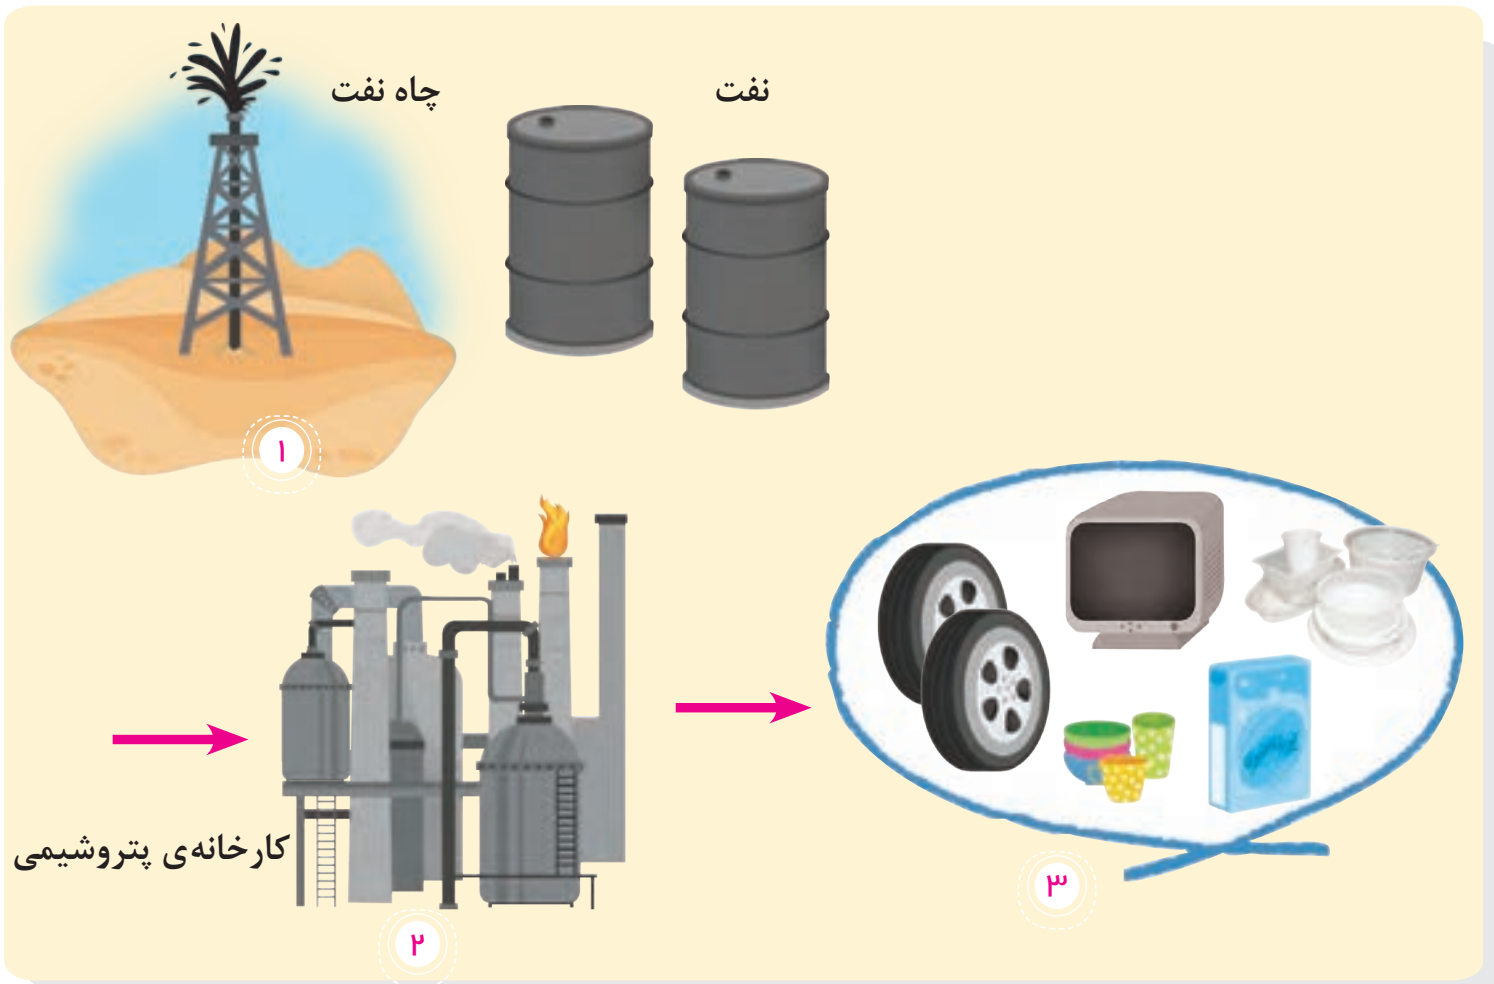 چاه نفت
نفت
۱
کارخانه‌ی پتروشیمی
۲
۳